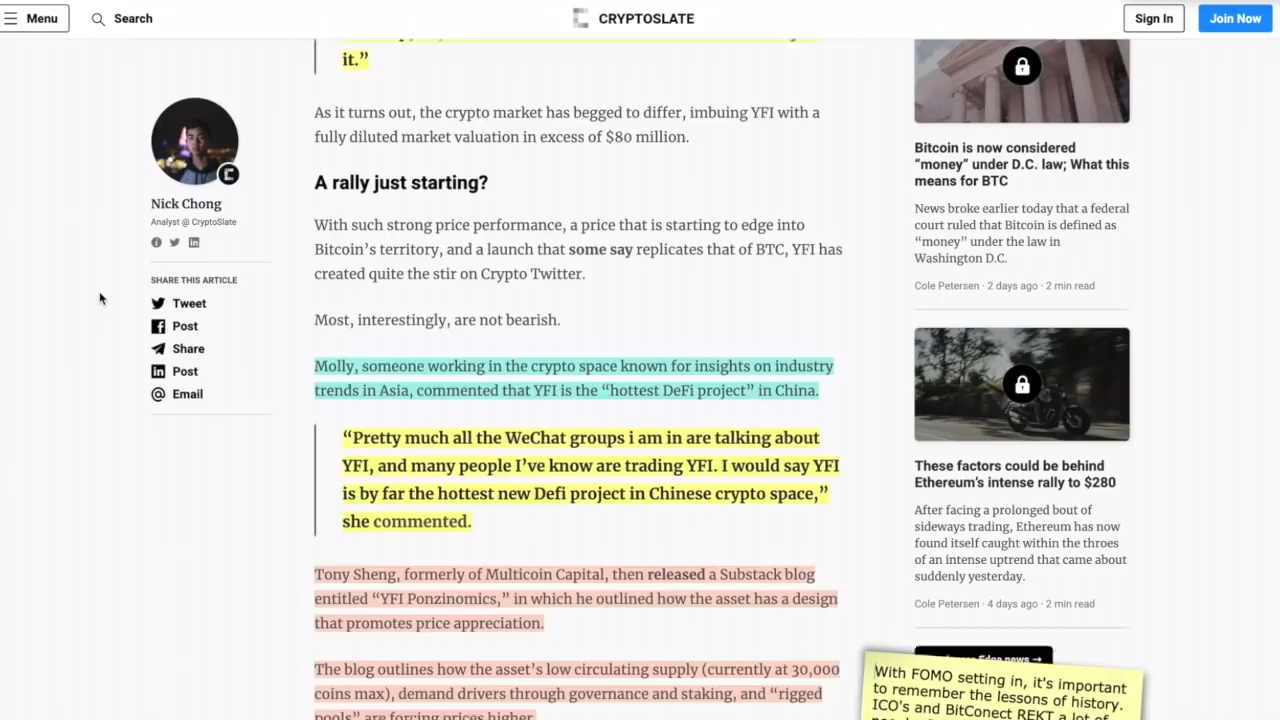 Menu
Search
CRYPTOSLATE
Sign In
Join Now
it.”
As it turns out, the crypto market has begged to differ, imbuing YFI with a
fully diluted market valuation in excess of $80 million.
A rally just starting?
With such strong price performance, a price that is starting to edge into
Bitcoin’s territory, and a launch that some say replicates that of BTC, YFI has
created quite the stir on Crypto Twitter.
Most, interestingly, are not bearish.
Molly, someone working in the crypto space known for insights on industry
trends in Asia, commented that YFI is the “hottest DeFi project” in China.
“Pretty much all the WeChat groups i am in are talking about
YFI, and many people I’ve know are trading YFI. I would say YFI
is by far the hottest new Defi project in Chinese crypto space,”
she commented.
Tony Sheng, formerly of Multicoin Capital, then released a Substack blog
entitled “YFI Ponzinomics,” in which he outlined how the asset has a design
that promotes price appreciation.
The blog outlines how the asset’s low circulating supply (currently at 30,000
coins max), demand drivers through governance and staking, and “rigged
pools” are forcing prices higher.
Nick Chong
Analyst @ CryptoSlate
SHARE THIS ARTICLE
Tweet
Post
Share
Post
Email
Bitcoin is now considered
“money” under D.C. law; What this
means for BTC
News broke earlier today that a federal
court ruled that Bitcoin is defined as
“money” under the law in
Washington D.C.
Cole Petersen · 2 days ago · 2 min read
These factors could be behind
Ethereum’s intense rally to $280
After facing a prolonged bout of
sideways trading, Ethereum has now
found itself caught within the throes
of an intense uptrend that came about
suddenly yesterday.
Cole Petersen · 4 days ago · 2 min read
Edge news →
With FOMO setting in, it's important
to remember the lessons of history.
ICO's and BitConect REKT a lot of